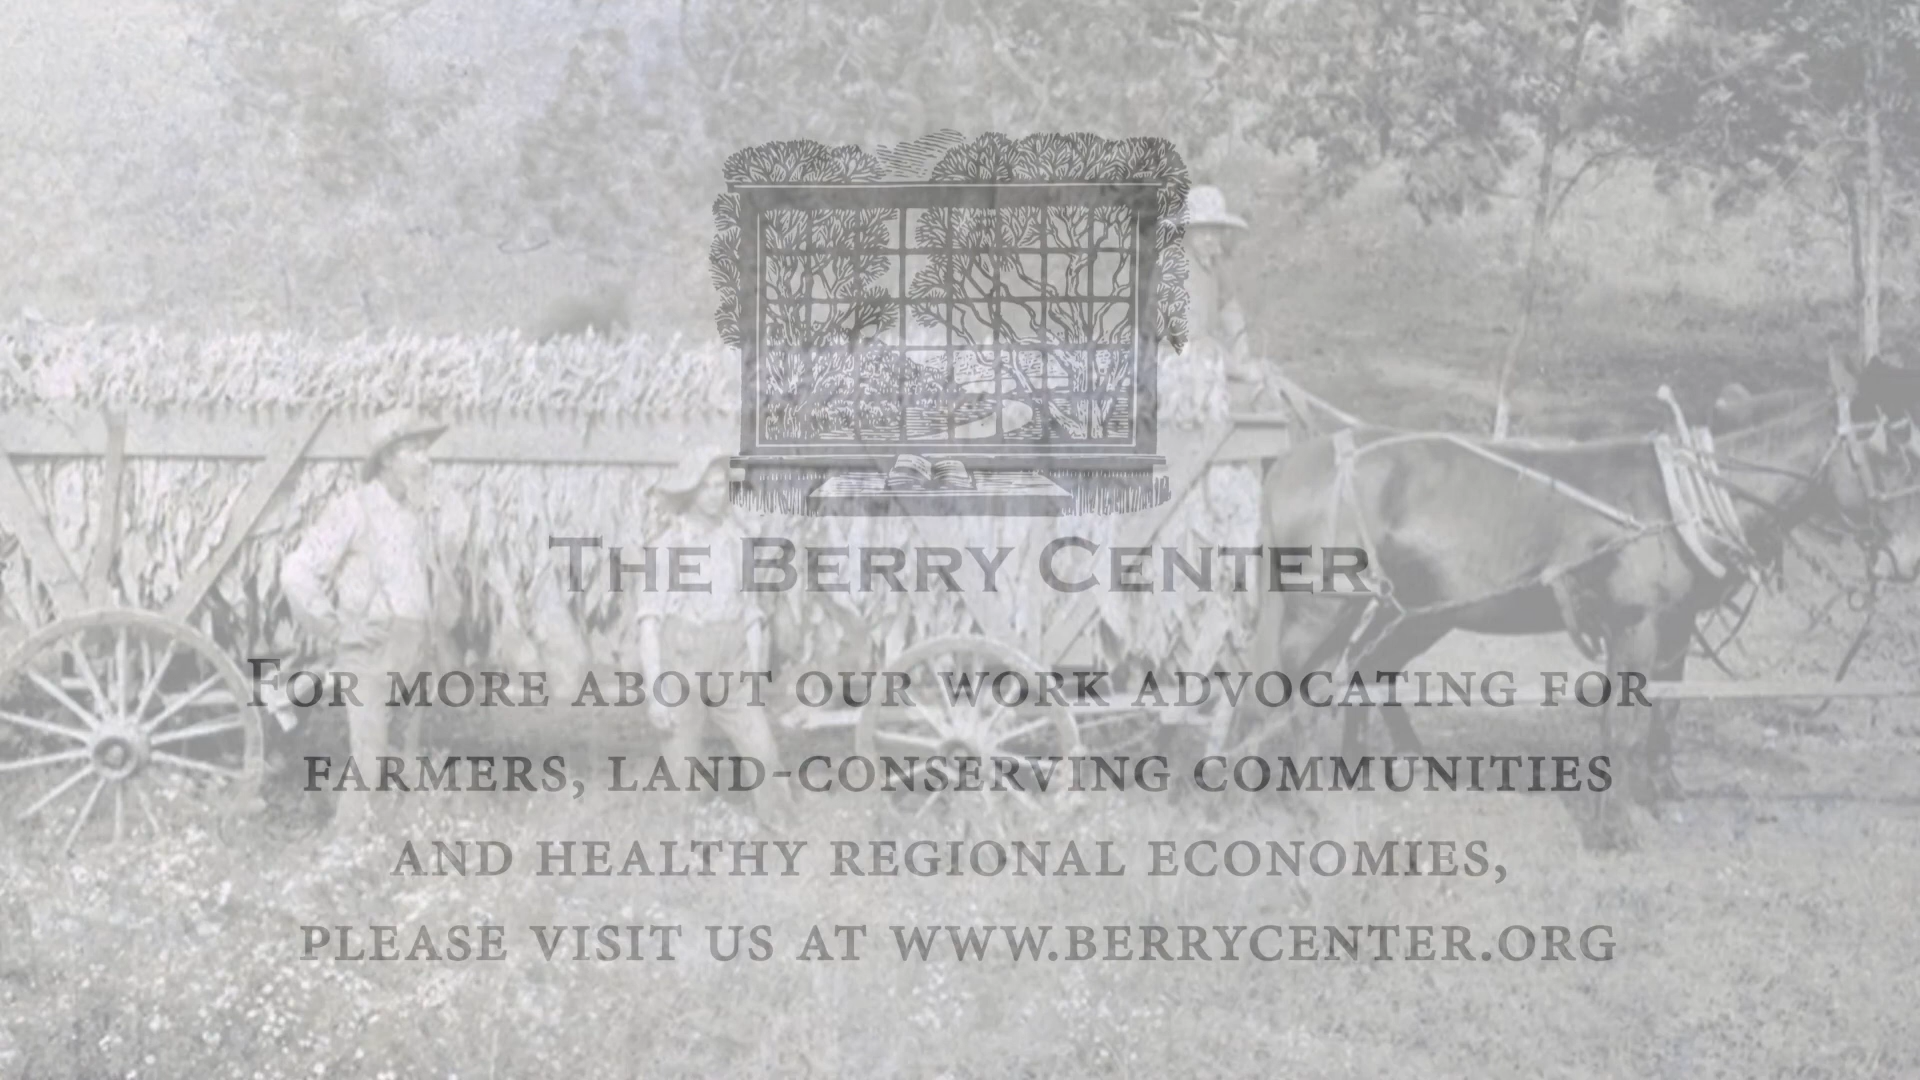 The Berry Center
For more about our work advocating for
farmers, land-conserving communities
and healthy regional economies,
please visit us at www.berrycenter.org